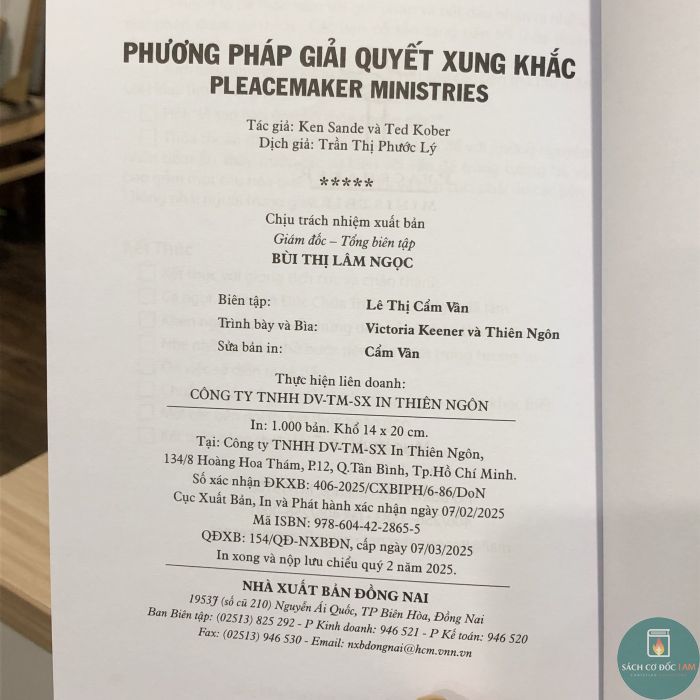 PHƯƠNG PHÁP GIẢI QUYẾT XUNG KHẮC
PLEACEMAKER MINISTRIES
Tác giả: Ken Sande và Ted Kober
Dịch giả: Trần Thị Phước Lý
*****
Chịu trách nhiệm xuất bản
Giám đốc – Tổng biên tập
BÙI THỊ LÂM NGỌC
Biên tập: Lê Thị Cẩm Vân
Trình bày và Bìa: Victoria Keener và Thiên Ngôn
Sửa bản in: Cẩm Vân
Thực hiện liên doanh:
CÔNG TY TNHH DV-TM-SX IN THIÊN NGÔN
In: 1.000 bản. Khổ 14 x 20 cm.
Tại: Công ty TNHH DV-TM-SX In Thiên Ngôn,
134/8 Hoàng Hoa Thám, P.12, Q.Tân Bình, Tp.Hồ Chí Minh.
Số xác nhận ĐKXB: 406-2025/CXBIPH/6-86/DoN
Cục Xuất Bản, In và Phát hành xác nhận ngày 07/02/2025
Mã ISBN: 978-604-42-2865-5
QĐXB: 154/QĐ-NXBĐN, cấp ngày 07/03/2025
In xong và nộp lưu chiểu quý 2 năm 2025.
NHÀ XUẤT BẢN ĐỒNG NAI
1953J (số cũ 210) Nguyễn Ái Quốc, TP Biên Hòa, Đồng Nai
Ban Biên tập: (02513) 825 292 - P Kinh doanh: 946 521 - P Kế toán: 946 520
Fax: (02513) 946 530 - Email: nxbdongnai@hcm.vnn.vn
SÁCH CƠ ĐỐC I AM